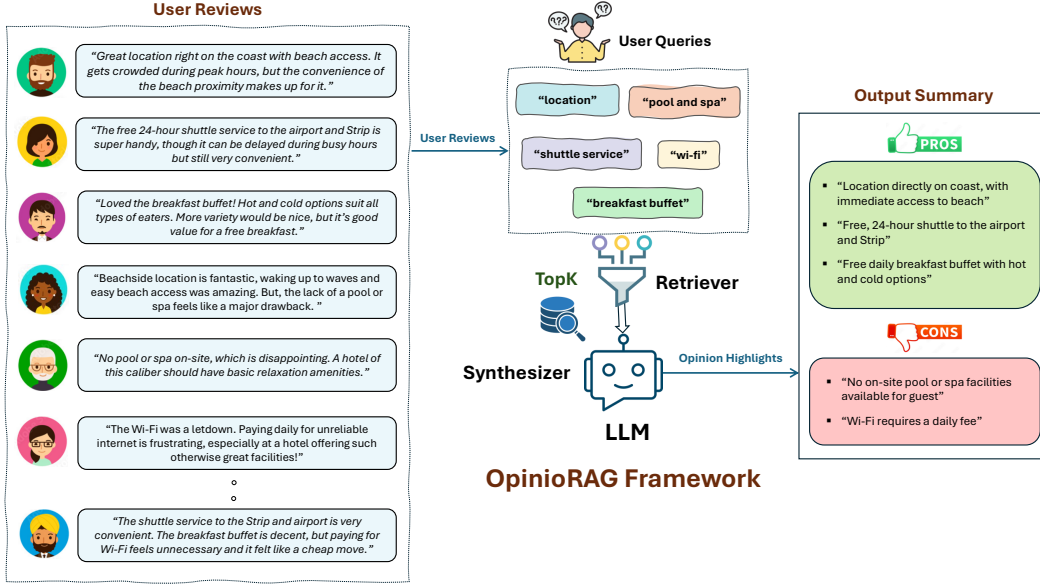 User Reviews
“Great location right on the coast with beach access. It
gets crowded during peak hours, but the convenience of
the beach proximity makes up for it.”
“The free 24-hour shuttle service to the airport and Strip is
super handy, though it can be delayed during busy hours
but still very convenient.”
“Loved the breakfast buffet! Hot and cold options suit all
types of eaters. More variety would be nice, but it’s good
value for a free breakfast.”
“Beachside location is fantastic, waking up to waves and
easy beach access was amazing. But, the lack of a pool or
spa feels like a major drawback. ”
“No pool or spa on-site, which is disappointing. A hotel of
this caliber should have basic relaxation amenities.”
“The Wi-Fi was a letdown. Paying daily for unreliable
internet is frustrating, especially at a hotel offering such
otherwise great facilities!”
“The shuttle service to the Strip and airport is very
convenient. The breakfast buffet is decent, but paying for
Wi-Fi feels unnecessary and it felt like a cheap move.”
User Reviews
???
???
User Queries
“location”
“pool and spa”
“shuttle service”
“wi-fi”
“breakfast buffet”
TopK
Retriever
Synthesizer
LLM
Opinion Highlights
OpinioRAG Framework
Output Summary
PROS
▪ “Location directly on coast, with
immediate access to beach”
▪ “Free, 24-hour shuttle to the airport
and Strip”
▪ “Free daily breakfast buffet with hot
and cold options”
CONS
▪ “No on-site pool or spa facilities
available for guest”
▪ “Wi-Fi requires a daily fee”